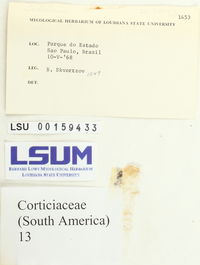 1653
MYCOLOGICAL HERBARIUM OF LOUISIANA STATE UNIVERSITY
LOC. Parque do Estado
Sao Paulo, Brazil
10-V-'68
LEG. B. Skvortzov
DET.
LSU 00159433
LSUM
BERNARD LOWY MYCOLOGICAL HERBARIUM
LOUISIANA STATE UNIVERSITY
Corticiaceae
(South America)
13